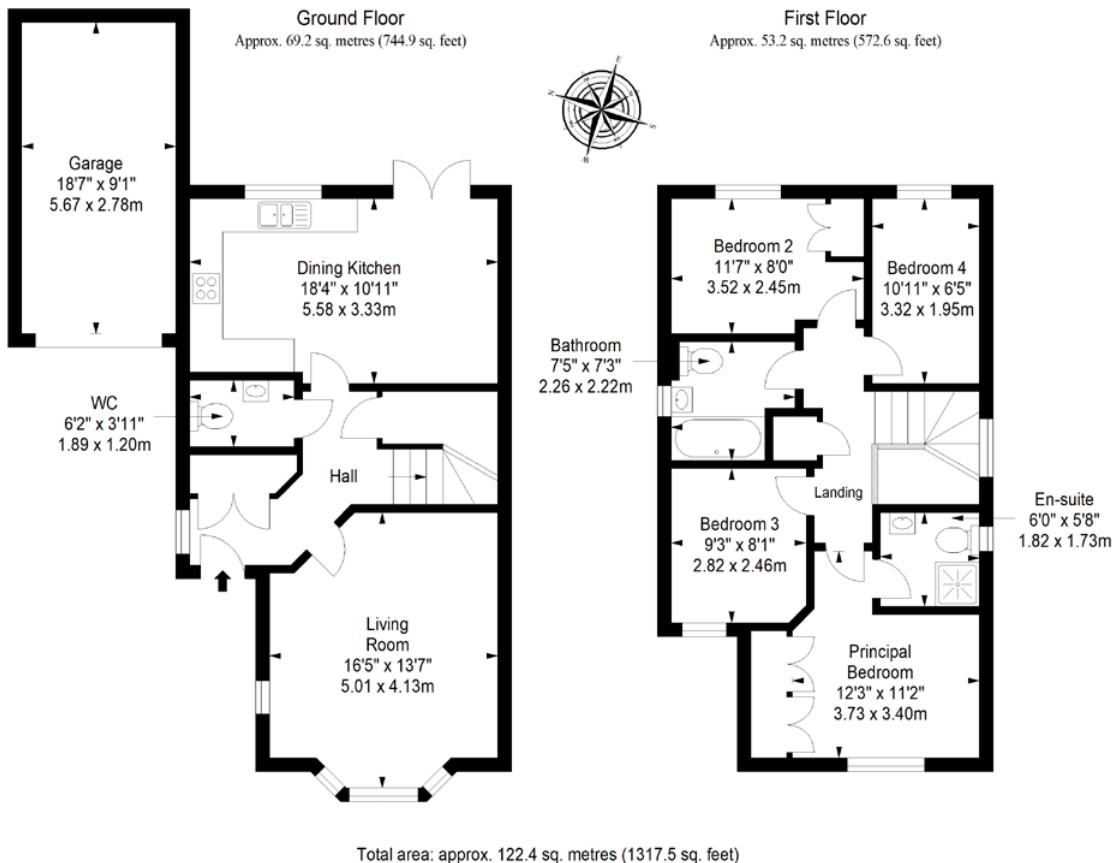 Ground Floor
Approx. 69.2 sq. metres (744.9 sq. feet)
First Floor
Approx. 53.2 sq. metres (572.6 sq. feet)
E
N
S
W
Garage
18'7" x 9'1"
5.67 x 2.78m
Dining Kitchen
18'4" x 10'11"
5.58 x 3.33m
WC
6'2" x 3'11"
1.89 x 1.20m
Hall
Living
Room
16'5" x 13'7"
5.01 x 4.13m
Bedroom 2
11'7" x 8'0"
3.52 x 2.45m
Bedroom 4
10'11" x 6'5"
3.32 x 1.95m
Bathroom
7'5" x 7'3"
2.26 x 2.22m
Landing
Bedroom 3
9'3" x 8'1"
2.82 x 2.46m
En-suite
6'0" x 5'8"
1.82 x 1.73m
Principal
Bedroom
12'3" x 11'2"
3.73 x 3.40m
Total area: approx. 122.4 sq. metres (1317.5 sq. feet)